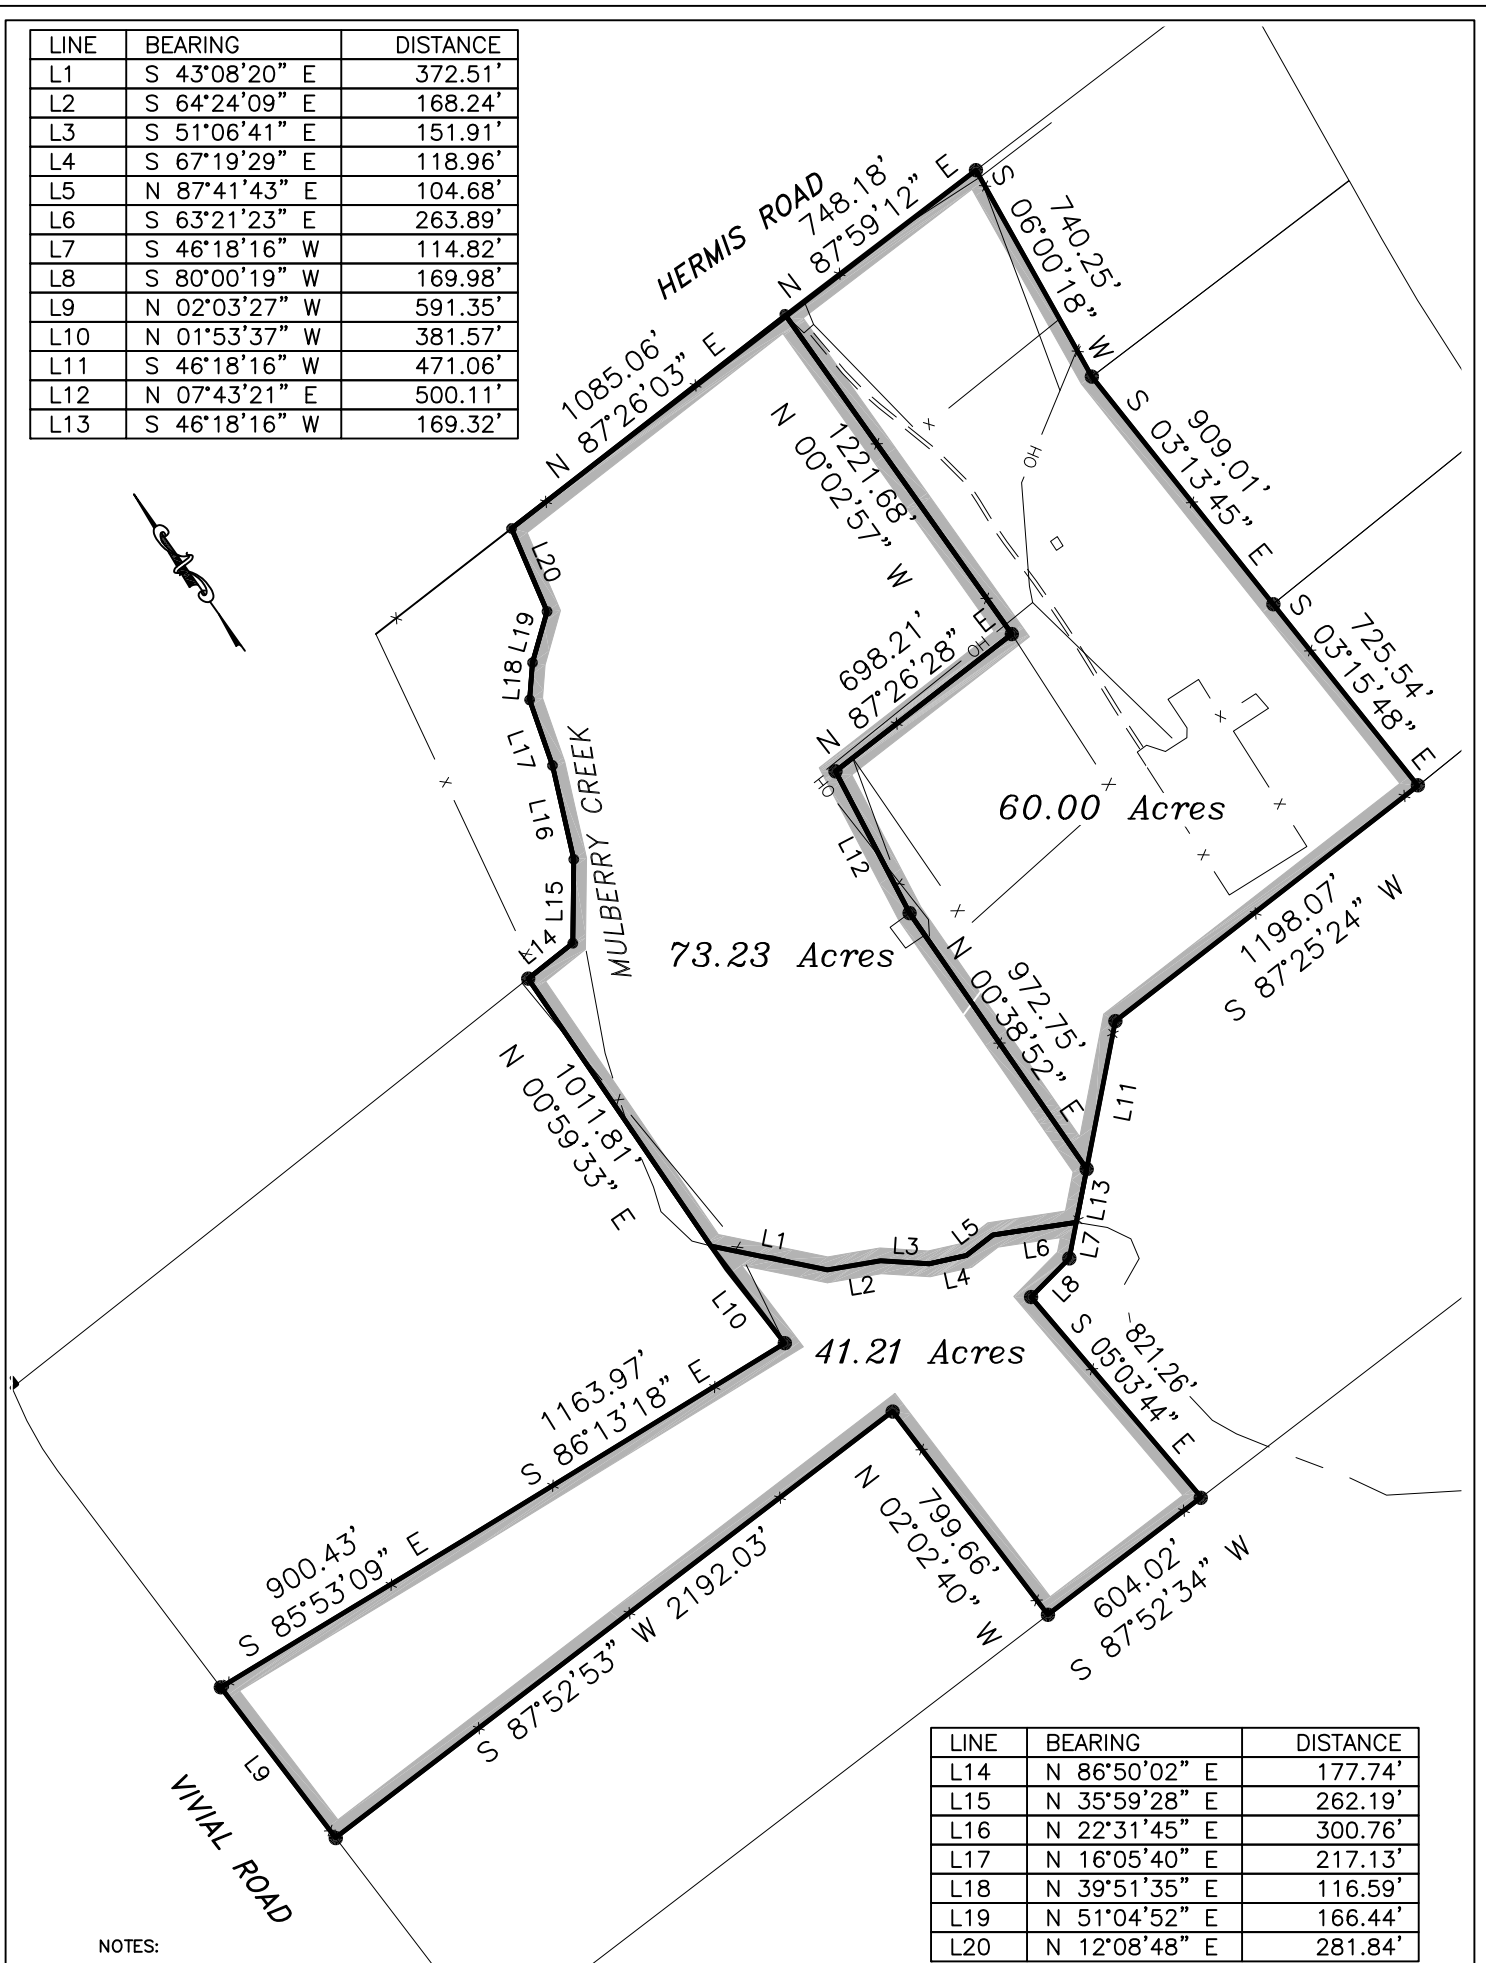 LINE BEARING DISTANCE
L1 S 43°08'20" E 372.51'
L2 S 64°24'09" E 168.24'
L3 S 51°06'41" E 151.91'
L4 S 67°19'29" E 118.96'
L5 N 87°41'43" E 104.68'
L6 S 63°21'23" E 263.89'
L7 S 46°18'16" W 114.82'
L8 S 80°00'19" W 169.98'
L9 N 02°03'27" W 591.35'
L10 N 01°53'37" W 381.57'
L11 S 46°18'16" W 471.06'
L12 N 07°43'21" E 500.11'
L13 S 46°18'16" W 169.32'
HERMIS ROAD
748.18'
N 87°59'12" E
740.25'
S 06°00'18" W
1085.06'
N 87°26'03" E
1221.68'
N 00°02'57" W
909.01'
S 03°13'45" E
OH
725.54'
S 03°15'48" E
698.21'
N 87°26'28" E
OH
OH
L20
L19
L18
L17
L16
L15
L14
MULBERRY CREEK
L12
60.00 Acres
73.23 Acres
972.75'
N 00°38'52" E
1198.07'
S 87°25'24" W
1011.81'
N 00°59'33" E
L11
L13
L1
L2
L3
L4
L5
L6
L7
L8
L10
41.21 Acres
821.26'
S 05°03'44" E
1163.97'
S 86°13'18" E
900.43'
S 85°53'09" E
S 87°52'53" W 2192.03'
799.66'
N 02°02'40" W
604.02'
S 87°52'34" W
L9
VIVIAL ROAD
LINE BEARING DISTANCE
L14 N 86°50'02" E 177.74'
L15 N 35°59'28" E 262.19'
L16 N 22°31'45" E 300.76'
L17 N 16°05'40" E 217.13'
L18 N 39°51'35" E 116.59'
L19 N 51°04'52" E 166.44'
L20 N 12°08'48" E 281.84'
NOTES: